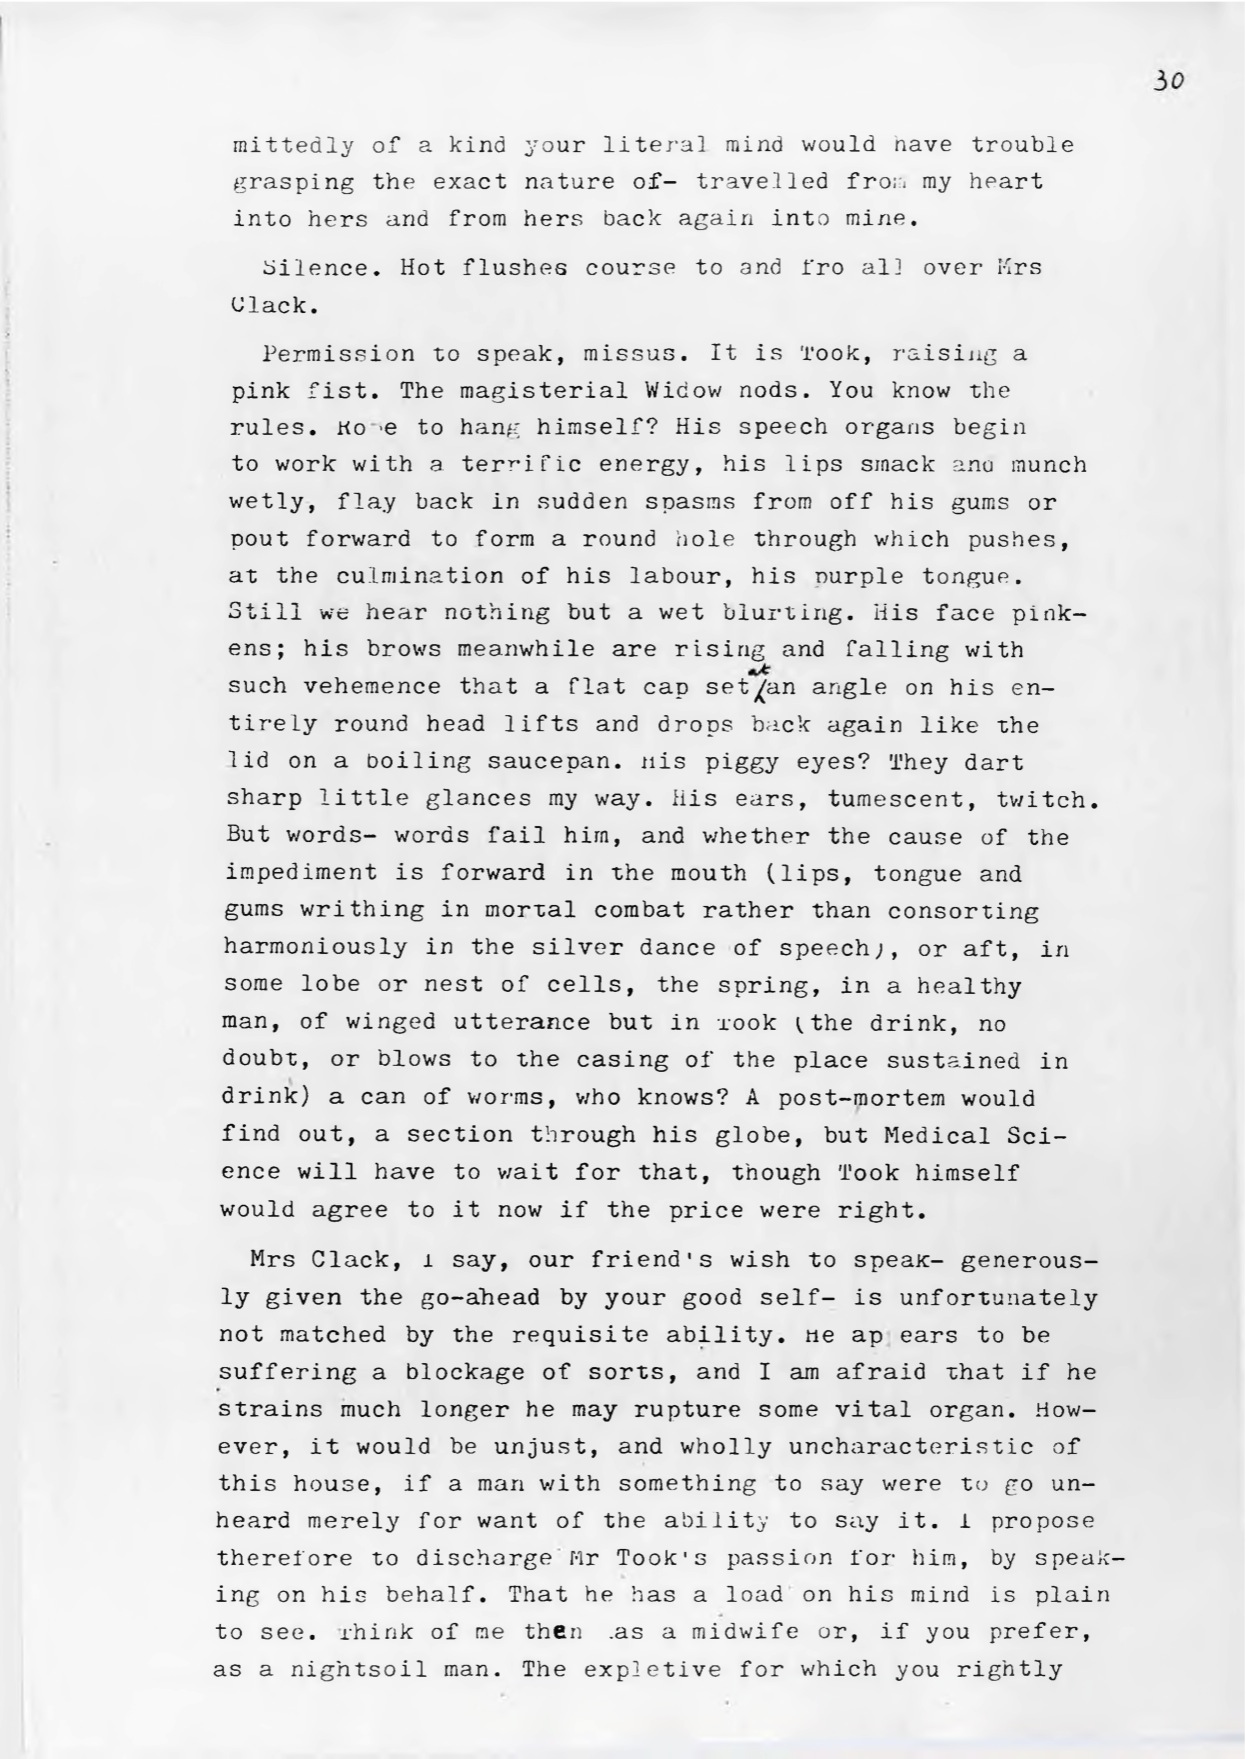 30
mittedly of a kind your literal mind would have trouble
grasping the exact nature of- travelled from my heart
into hers and from hers back again into mine.
Silence. Hot flushes course to and fro all over Mrs
Clack.
Permission to speak, missus. It is Took, raising a
pink fist. The magisterial Widow nods. You know the
rules. Rope to hang himself? His speech organs begin
to work with a terrific energy, his lips smack and munch
wetly, flay back in sudden spasms from off his gums or
pout forward to form a round hole through which pushes,
at the culmination of his labour, his purple tongue.
Still we hear nothing but a wet blurting. His face pink-
ens; his brows meanwhile are rising and falling with
such vehemence that a flat cap set at an angle on his en-
tirely round head lifts and drops back again like the
lid on a boiling saucepan. His piggy eyes? They dart
sharp little glances my way. His ears, tumescent, twitch.
But words- words fail him, and whether the cause of the
impediment is forward in the mouth (lips, tongue and
gums writhing in mortal combat rather than consorting
harmoniously in the silver dance of speech), or aft, in
some lobe or nest of cells, the spring, in a healthy
man, of winged utterance but in Took (the drink, no
doubt, or blows to the casing of the place sustained in
drink) a can of worms, who knows? A post-mortem would
find out, a section through his globe, but Medical Sci-
ence will have to wait for that, though Took himself
would agree to it now if the price were right.
Mrs Clack, I say, our friend's wish to speak- generous-
ly given the go-ahead by your good self- is unfortunately
not matched by the requisite ability. He appears to be
suffering a blockage of sorts, and I am afraid that if he
strains much longer he may rupture some vital organ. How-
ever, it would be unjust, and wholly uncharacteristic of
this house, if a man with something to say were to go un-
heard merely for want of the ability to say it. I propose
therefore to discharge Mr Took's passion for him, by speak-
ing on his behalf. That he has a load on his mind is plain
to see. Think of me then as a midwife or, if you prefer,
as a nightsoil man. The expletive for which you rightly